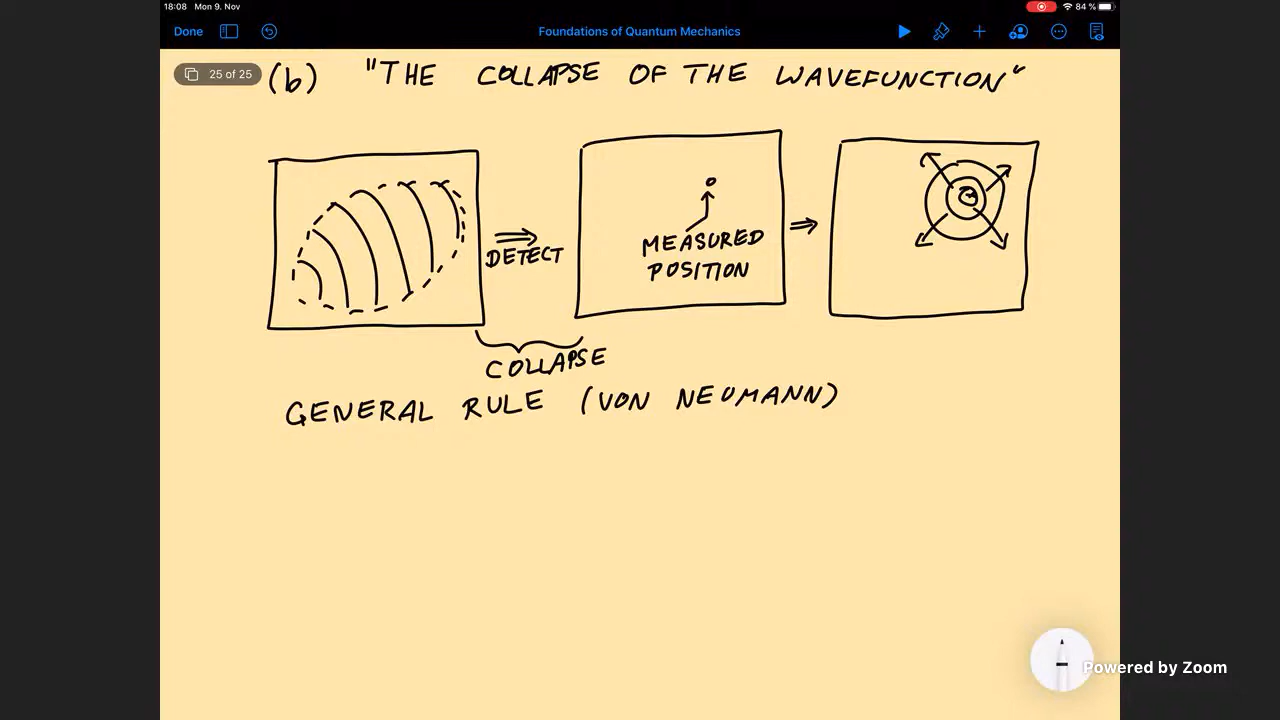 18:08 Mon 9. Nov
84 %
Done
Foundations of Quantum Mechanics
25 of 25
(b) "THE COLLAPSE OF THE WAVEFUNCTION"
DETECT
MEASURED
POSITION
COLLAPSE
GENERAL RULE (VON NEUMANN)
Powered by Zoom